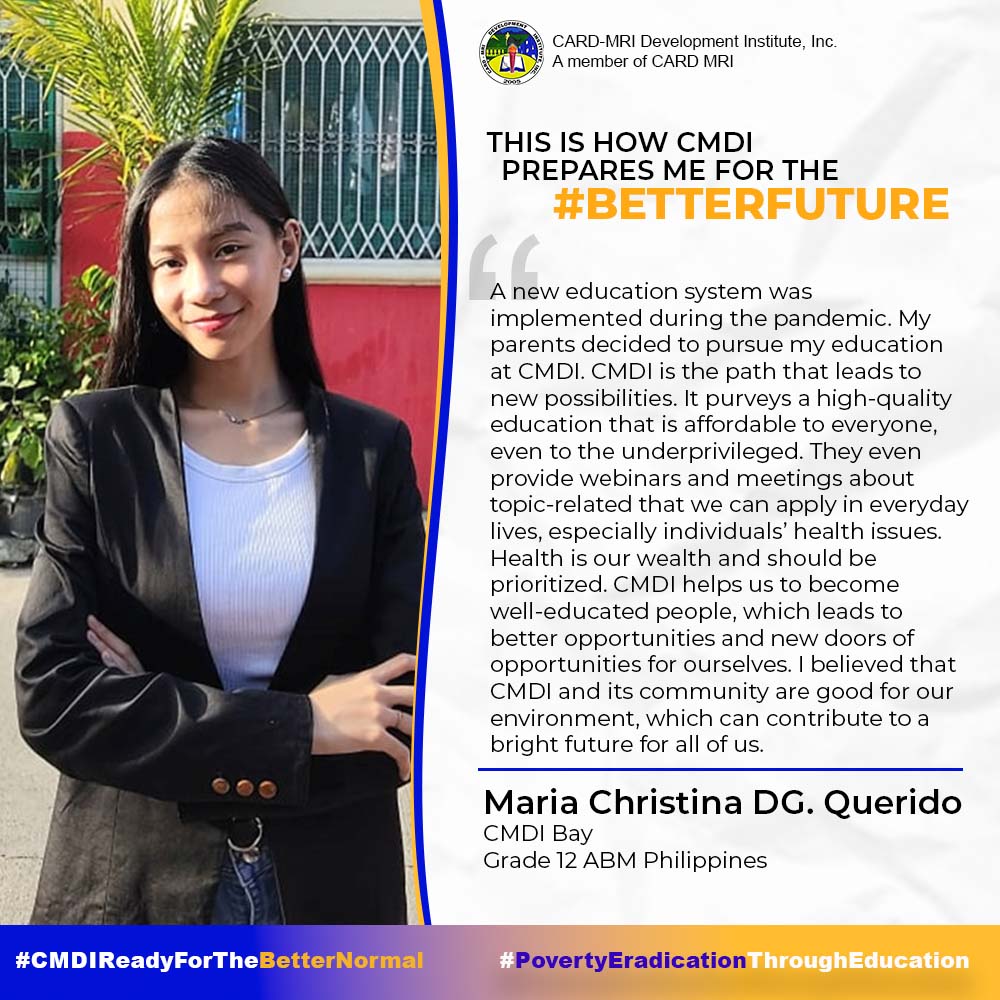 CARD-MRI DEVELOPMENT INSTITUTE, INC.
2005
CARD-MRI Development Institute, Inc.
A member of CARD MRI
THIS IS HOW CMDI
PREPARES ME FOR THE
#BETTERFUTURE
“
A new education system was
implemented during the pandemic. My
parents decided to pursue my education
at CMDI. CMDI is the path that leads to
new possibilities. It purveys a high-quality
education that is affordable to everyone,
even to the underprivileged. They even
provide webinars and meetings about
topic-related that we can apply in everyday
lives, especially individuals’ health issues.
Health is our wealth and should be
prioritized. CMDI helps us to become
well-educated people, which leads to
better opportunities and new doors of
opportunities for ourselves. I believed that
CMDI and its community are good for our
environment, which can contribute to a
bright future for all of us.
Maria Christina DG. Querido
CMDI Bay
Grade 12 ABM Philippines
#CMDIReadyForTheBetterNormal
#PovertyEradicationThroughEducation